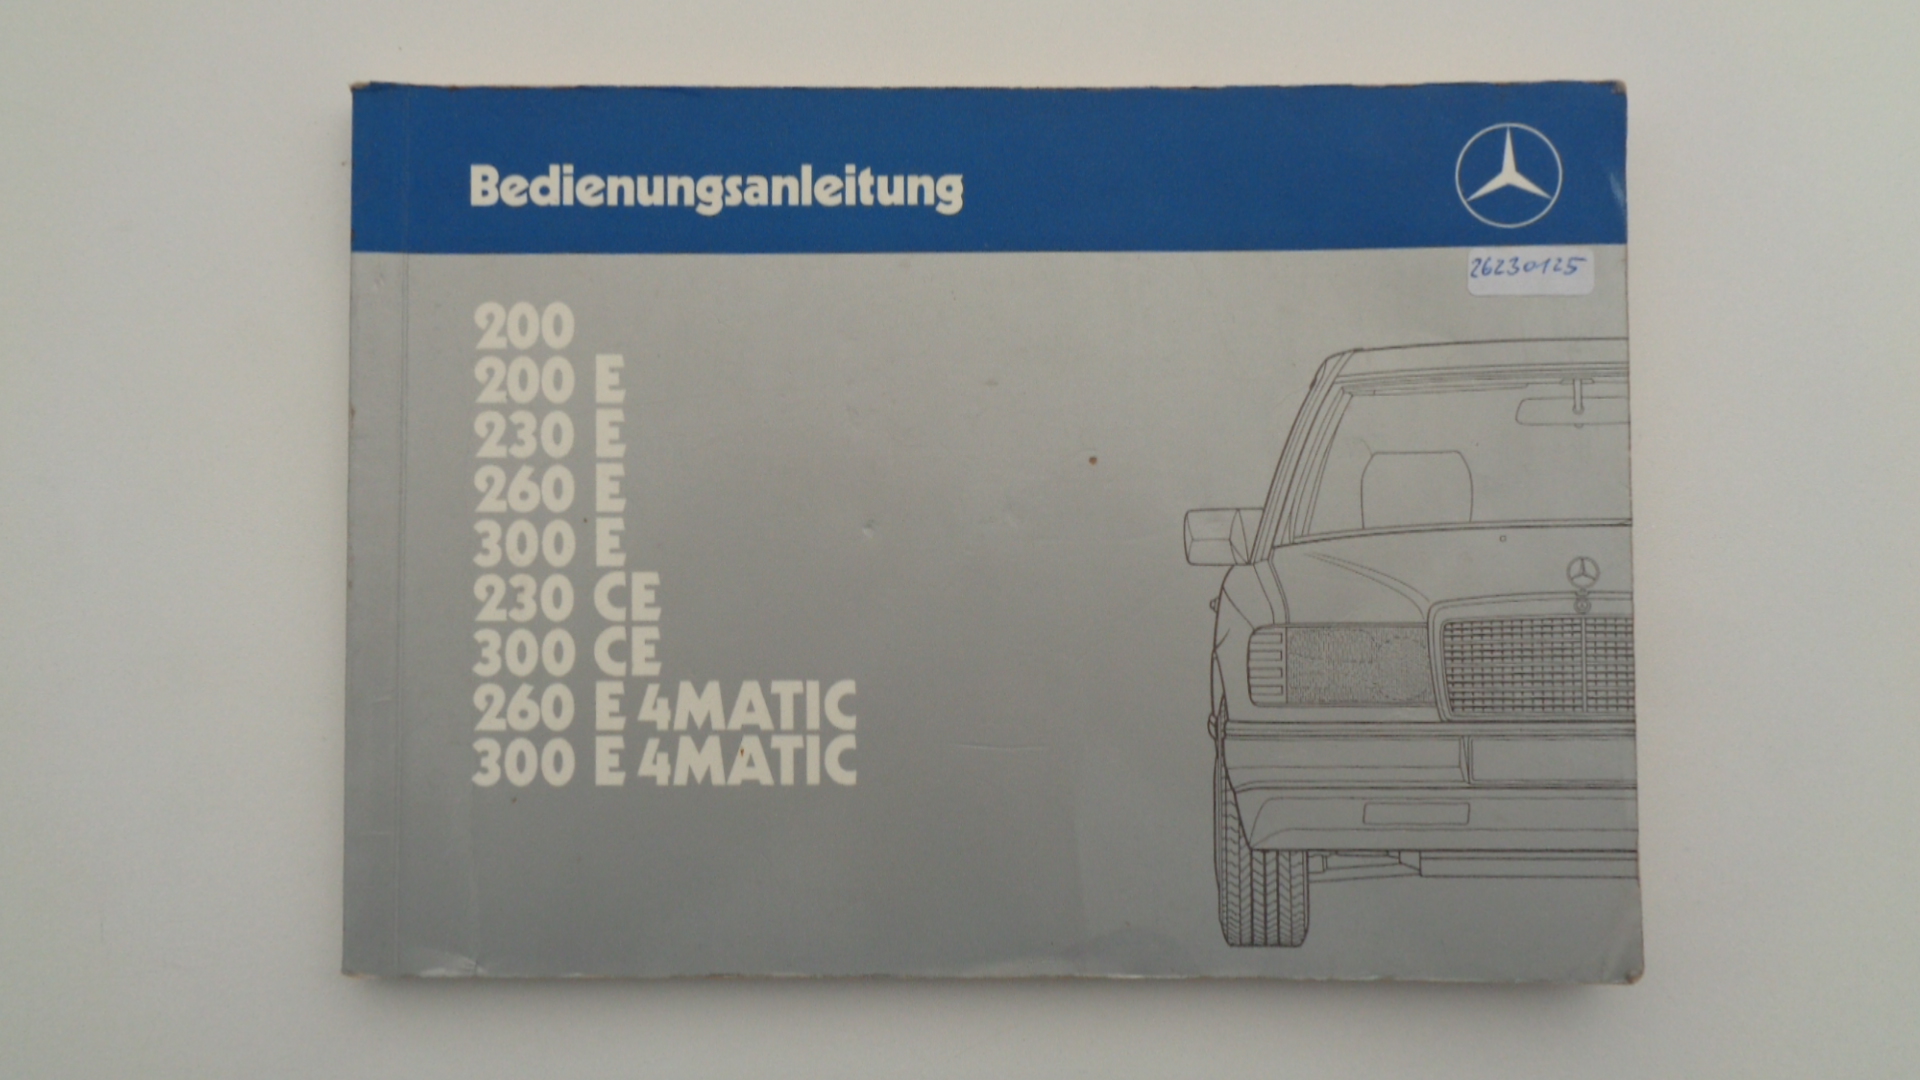 Bedienungsanleitung
26230125
200
200 E
230 E
260 E
300 E
230 CE
300 CE
260 E 4MATIC
300 E 4MATIC